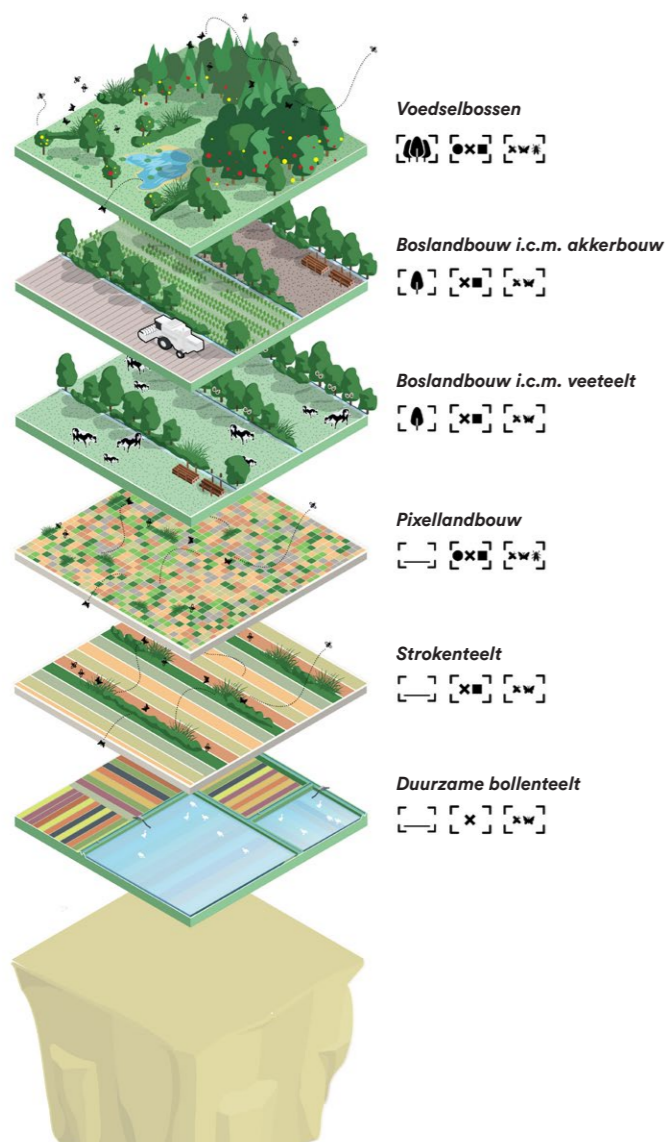 Voedselbossen
Boslandbouw i.c.m. akkerbouw
Boslandbouw i.c.m. veeteelt
Pixellandbouw
Strokenteelt
Duurzame bollenteelt